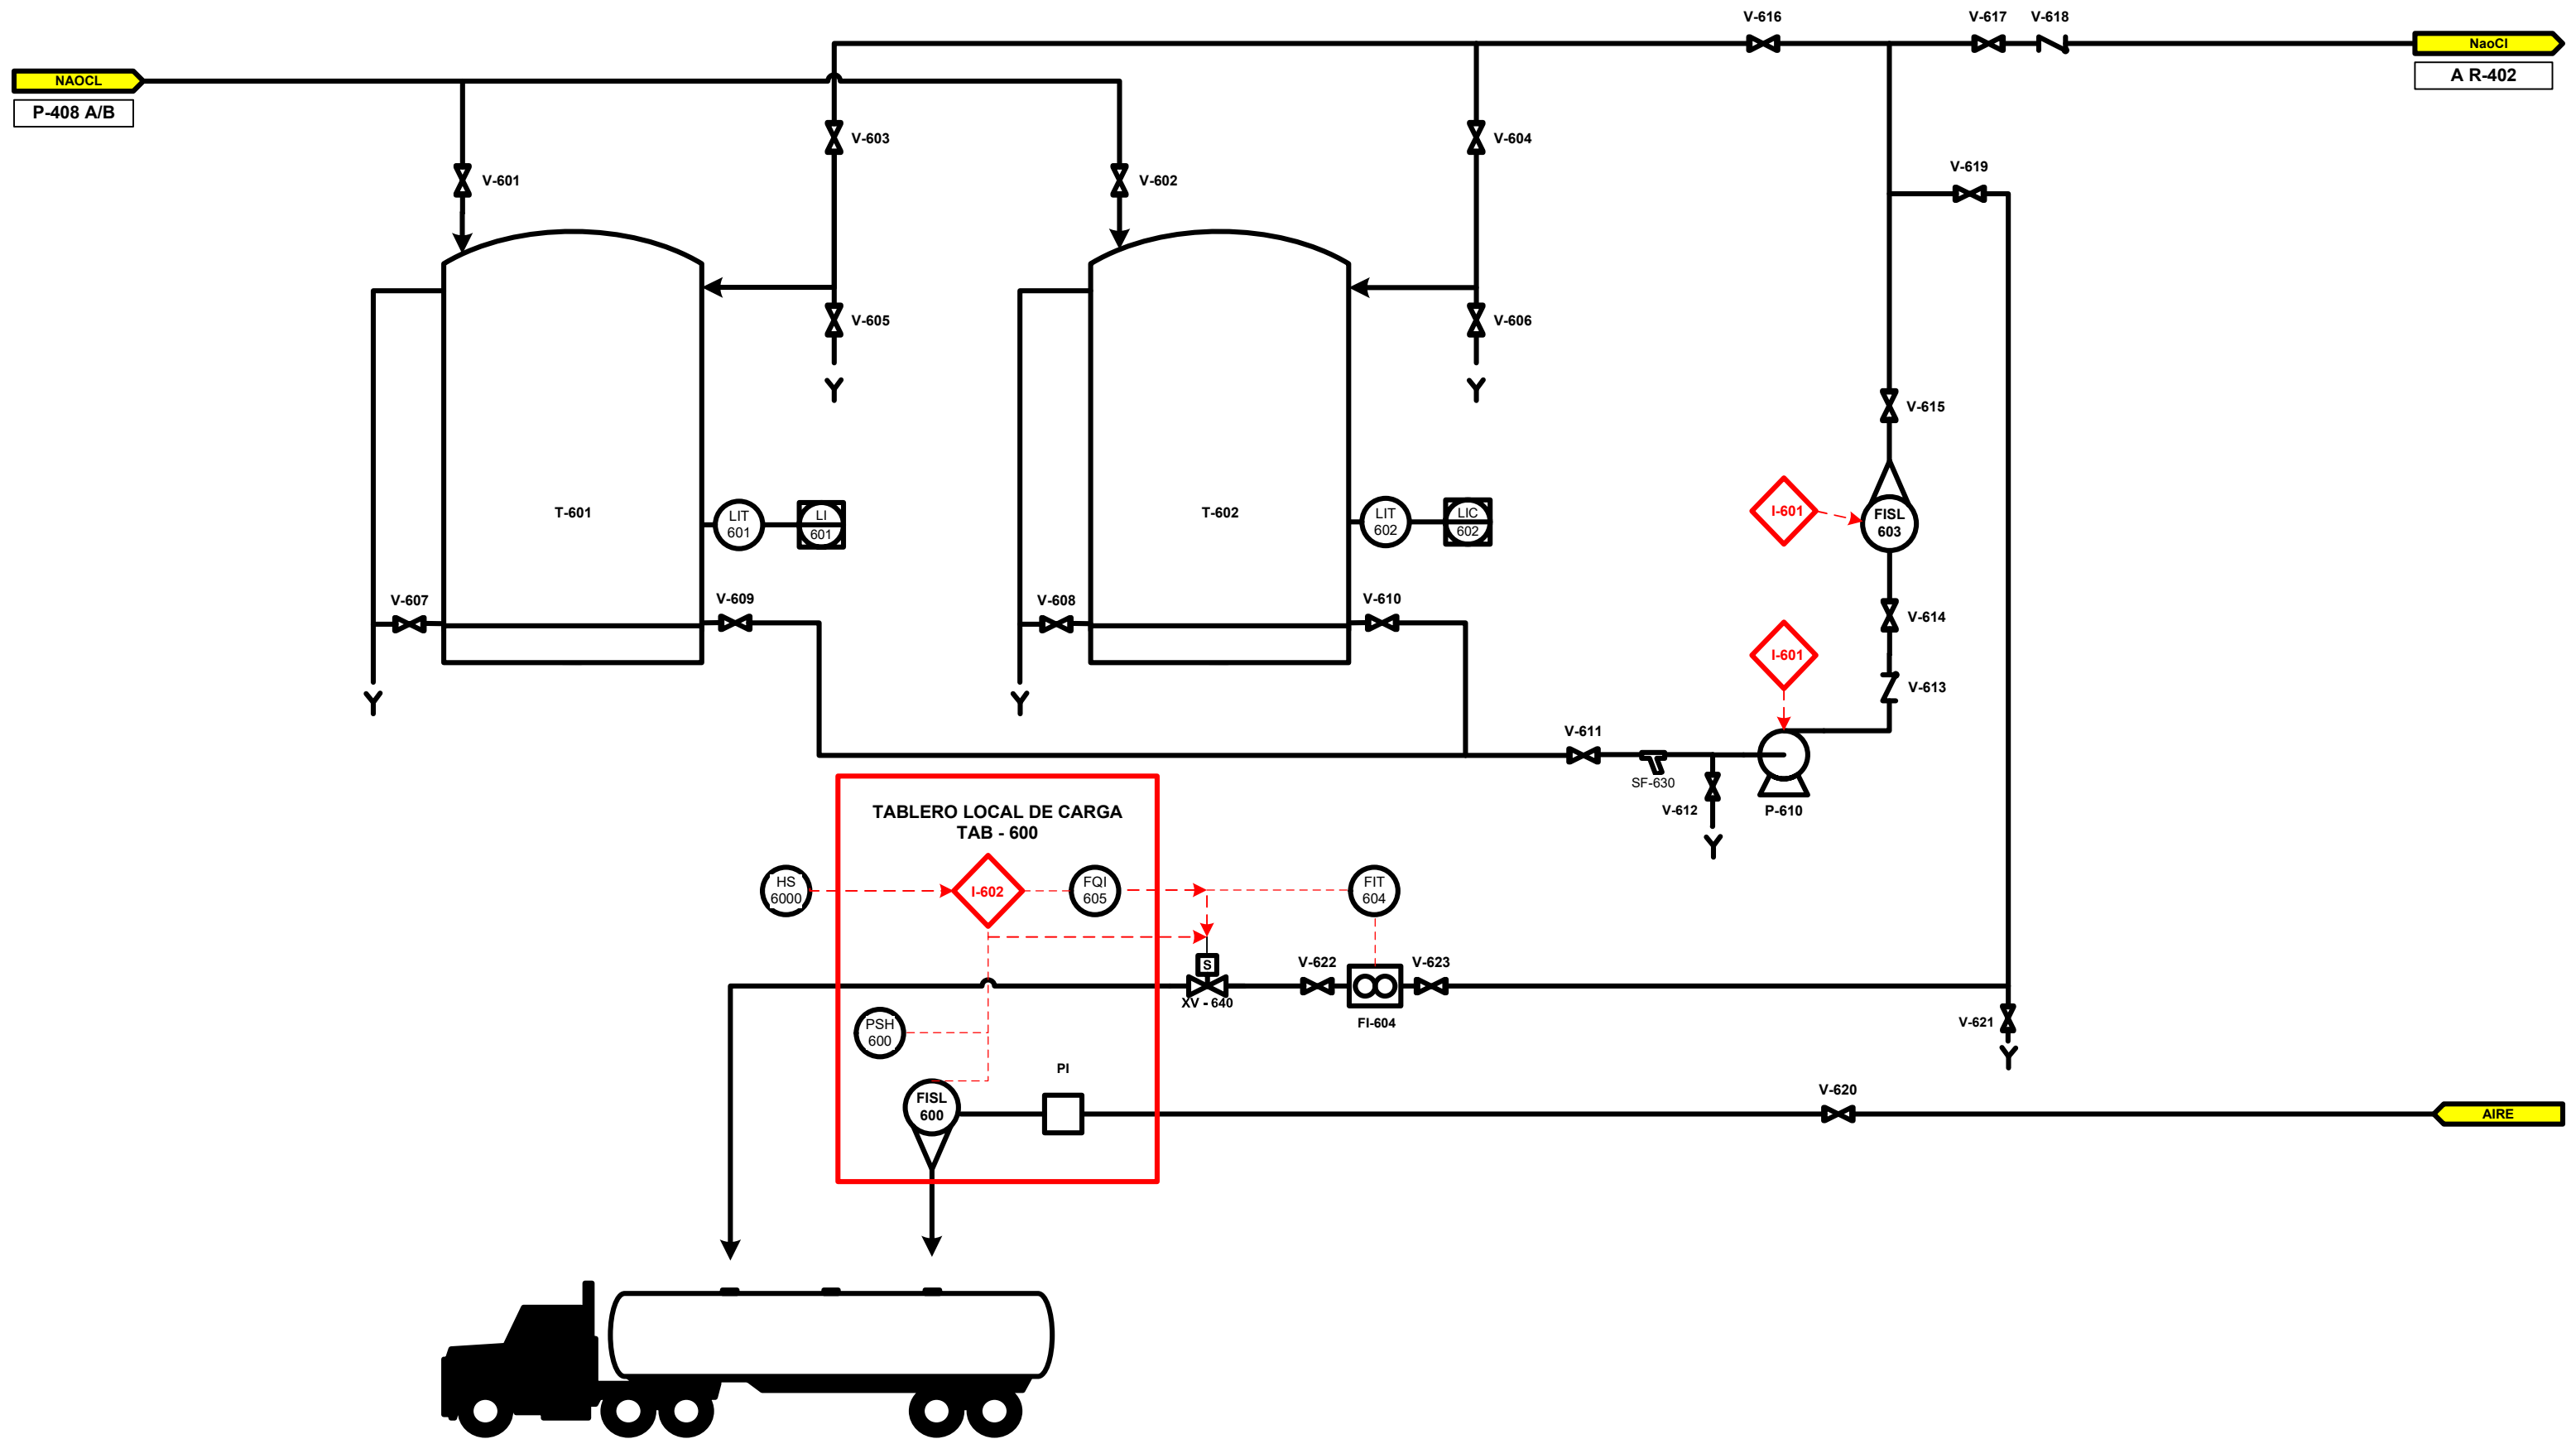 V-616
V-617
V-618
NAOCL
P-408 A/B
NaoCl
A R-402
V-603
V-604
V-601
V-602
V-619
V-605
V-606
V-615
T-601
LIT
601
LI
601
T-602
LIT
602
LIC
602
I-601
FISL
603
V-607
V-609
V-608
V-610
V-614
I-601
V-613
V-611
SF-630
V-612
P-610
TABLERO LOCAL DE CARGA
TAB - 600
HS
6000
I-602
FQI
605
FIT
604
S
XV - 640
V-622
V-623
FI-604
V-621
PSH
600
PI
FISL
600
V-620
AIRE